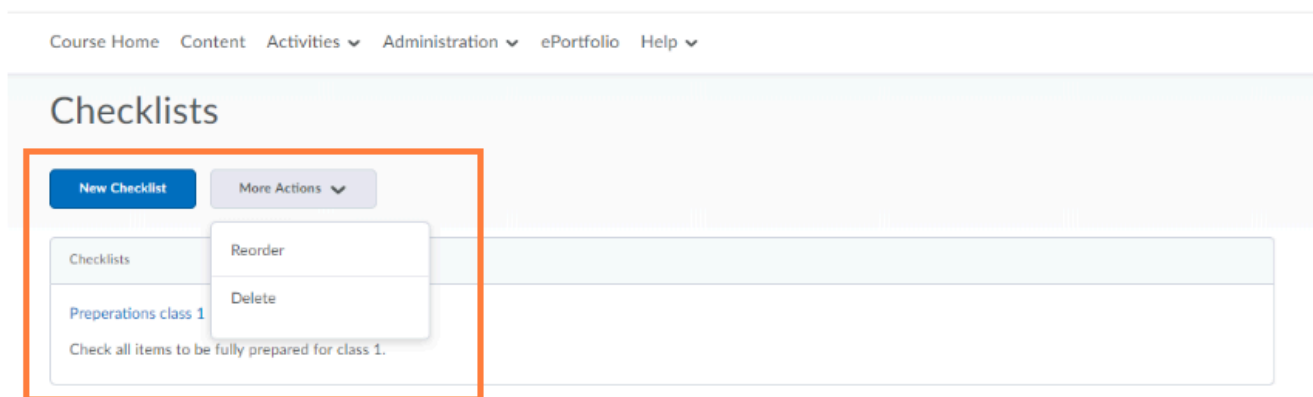 Course Home Content Activities Administration ePortfolio Help
Checklists
New Checklist More Actions
Reorder
Delete
Checklists
Preperations class 1
Check all items to be fully prepared for class 1.